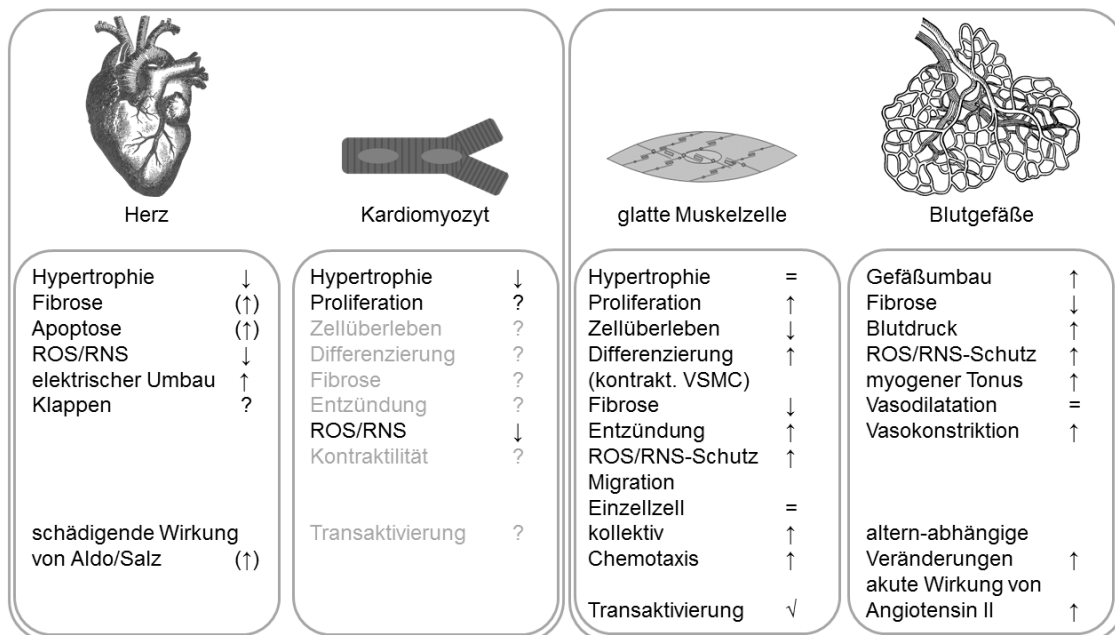 Herz
Kardiomyozyt
glatte Muskelzelle
Blutgefäße
Hypertrophie ↓
Fibrose (↑)
Apoptose (↑)
ROS/RNS ↓
elektrischer Umbau ↑
Klappen ?
schädigende Wirkung
von Aldo/Salz (↑)
Hypertrophie ↓
Proliferation ?
Zellüberleben ?
Differenzierung ?
Fibrose ?
Entzündung ?
ROS/RNS ↓
Kontraktilität ?
Transaktivierung ?
Hypertrophie =
Proliferation ↑
Zellüberleben ↓
Differenzierung ↑
(kontrakt. VSMC)
Fibrose ↓
Entzündung ↑
ROS/RNS-Schutz ↑
Migration
Einzellzell =
kollektiv ↑
Chemotaxis ↑
Transaktivierung √
Gefäßumbau ↑
Fibrose ↓
Blutdruck ↑
ROS/RNS-Schutz ↑
myogener Tonus ↑
Vasodilatation =
Vasokonstriktion ↑
altern-abhängige
Veränderungen ↑
akute Wirkung von
Angiotensin II ↑